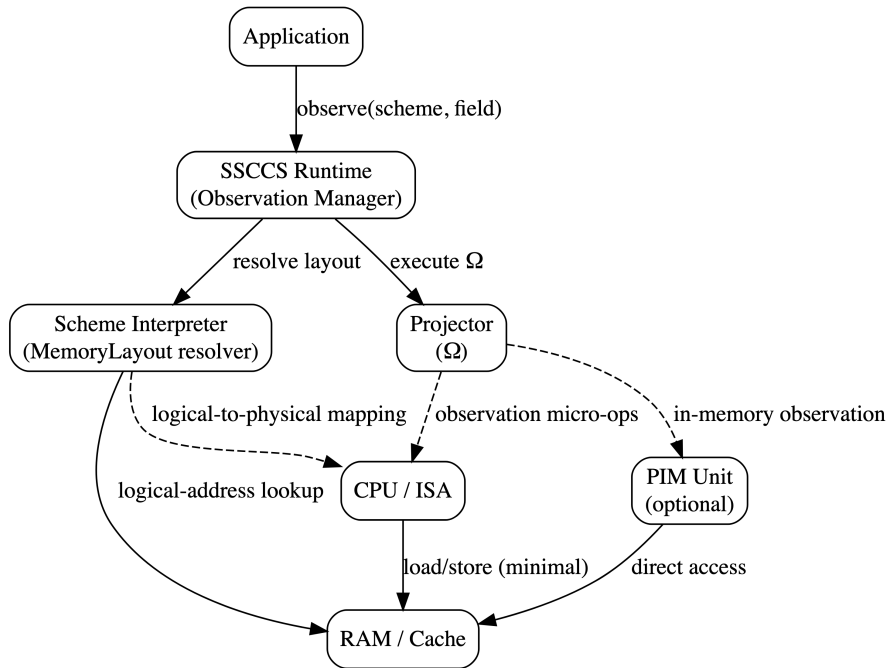 Application
observe(scheme, field)
SSCCS Runtime
(Observation Manager)
resolve layout
execute Ω
Scheme Interpreter
(MemoryLayout resolver)
Projector
(Ω)
logical-to-physical mapping
observation micro-ops
in-memory observation
logical-address lookup
CPU / ISA
PIM Unit
(optional)
load/store (minimal)
direct access
RAM / Cache